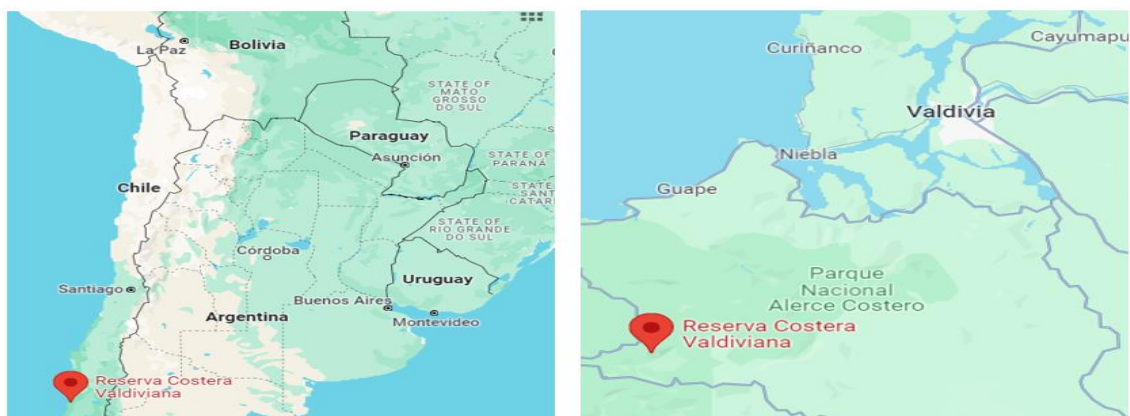 La Paz
Bolivia
STATE OF
MATO
GROSSO
DO SUL
Paraguay
Asunción
STATE OF
PARANÁ
Chile
STATE
SANT
CATAR
STATE OF
RIO GRANDE
DO SUL
Córdoba
Uruguay
Santiago
Buenos Aires
Argentina
Montevideo
Reserva Costera
Valdiviana
Curiñanco
Cayumapu
Valdivia
Niebla
Guape
Parque
Nacional
Alerce Costero
Reserva Costera
Valdiviana